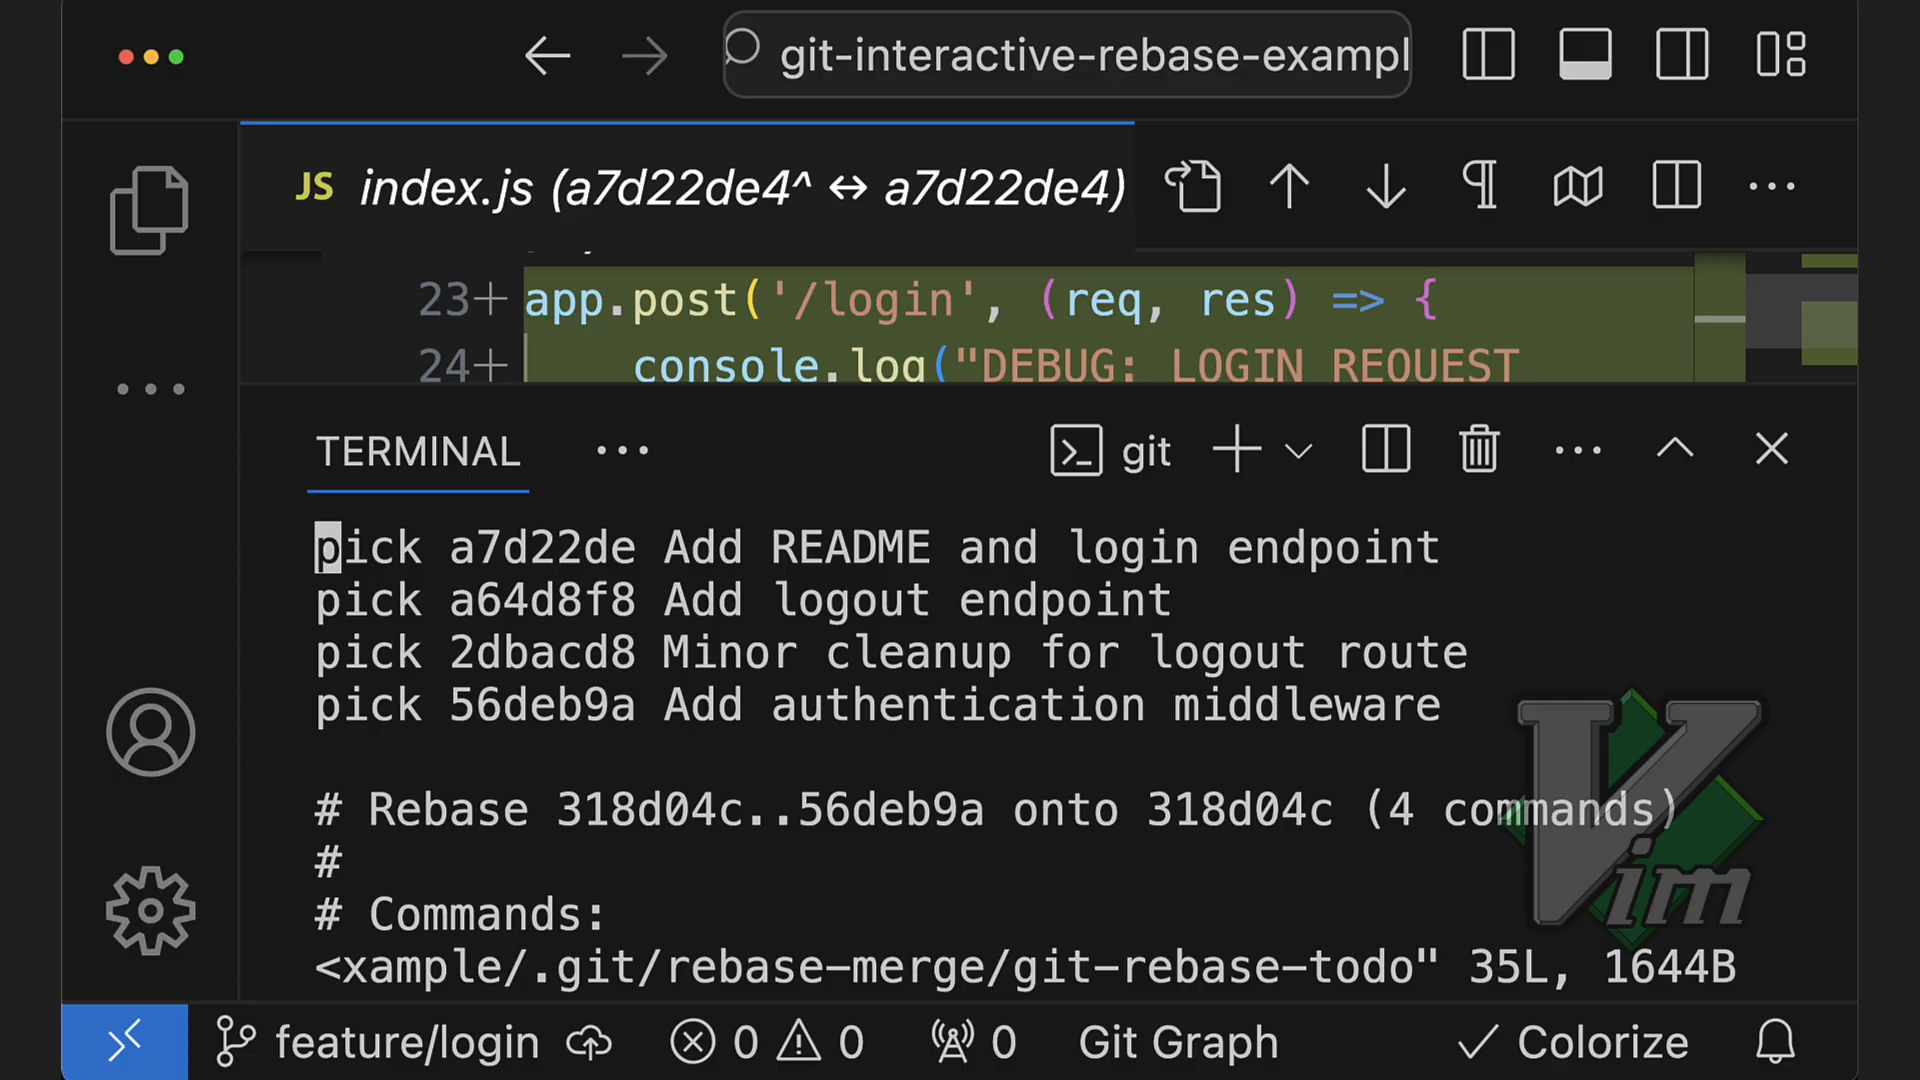 git-interactive-rebase-exampl
JS index.js (a7d22de4^ ↔ a7d22de4)
23+ app.post('/login', (req, res) => {
24+ console.log("DEBUG: LOGIN REQUEST
TERMINAL
git
pick a7d22de Add README and login endpoint
pick a64d8f8 Add logout endpoint
pick 2dbacd8 Minor cleanup for logout route
pick 56deb9a Add authentication middleware
# Rebase 318d04c..56deb9a onto 318d04c (4 commands)
#
# Commands:
<xample/.git/rebase-merge/git-rebase-todo" 35L, 1644B
Vim
feature/login 0 0 0 Git Graph Colorize